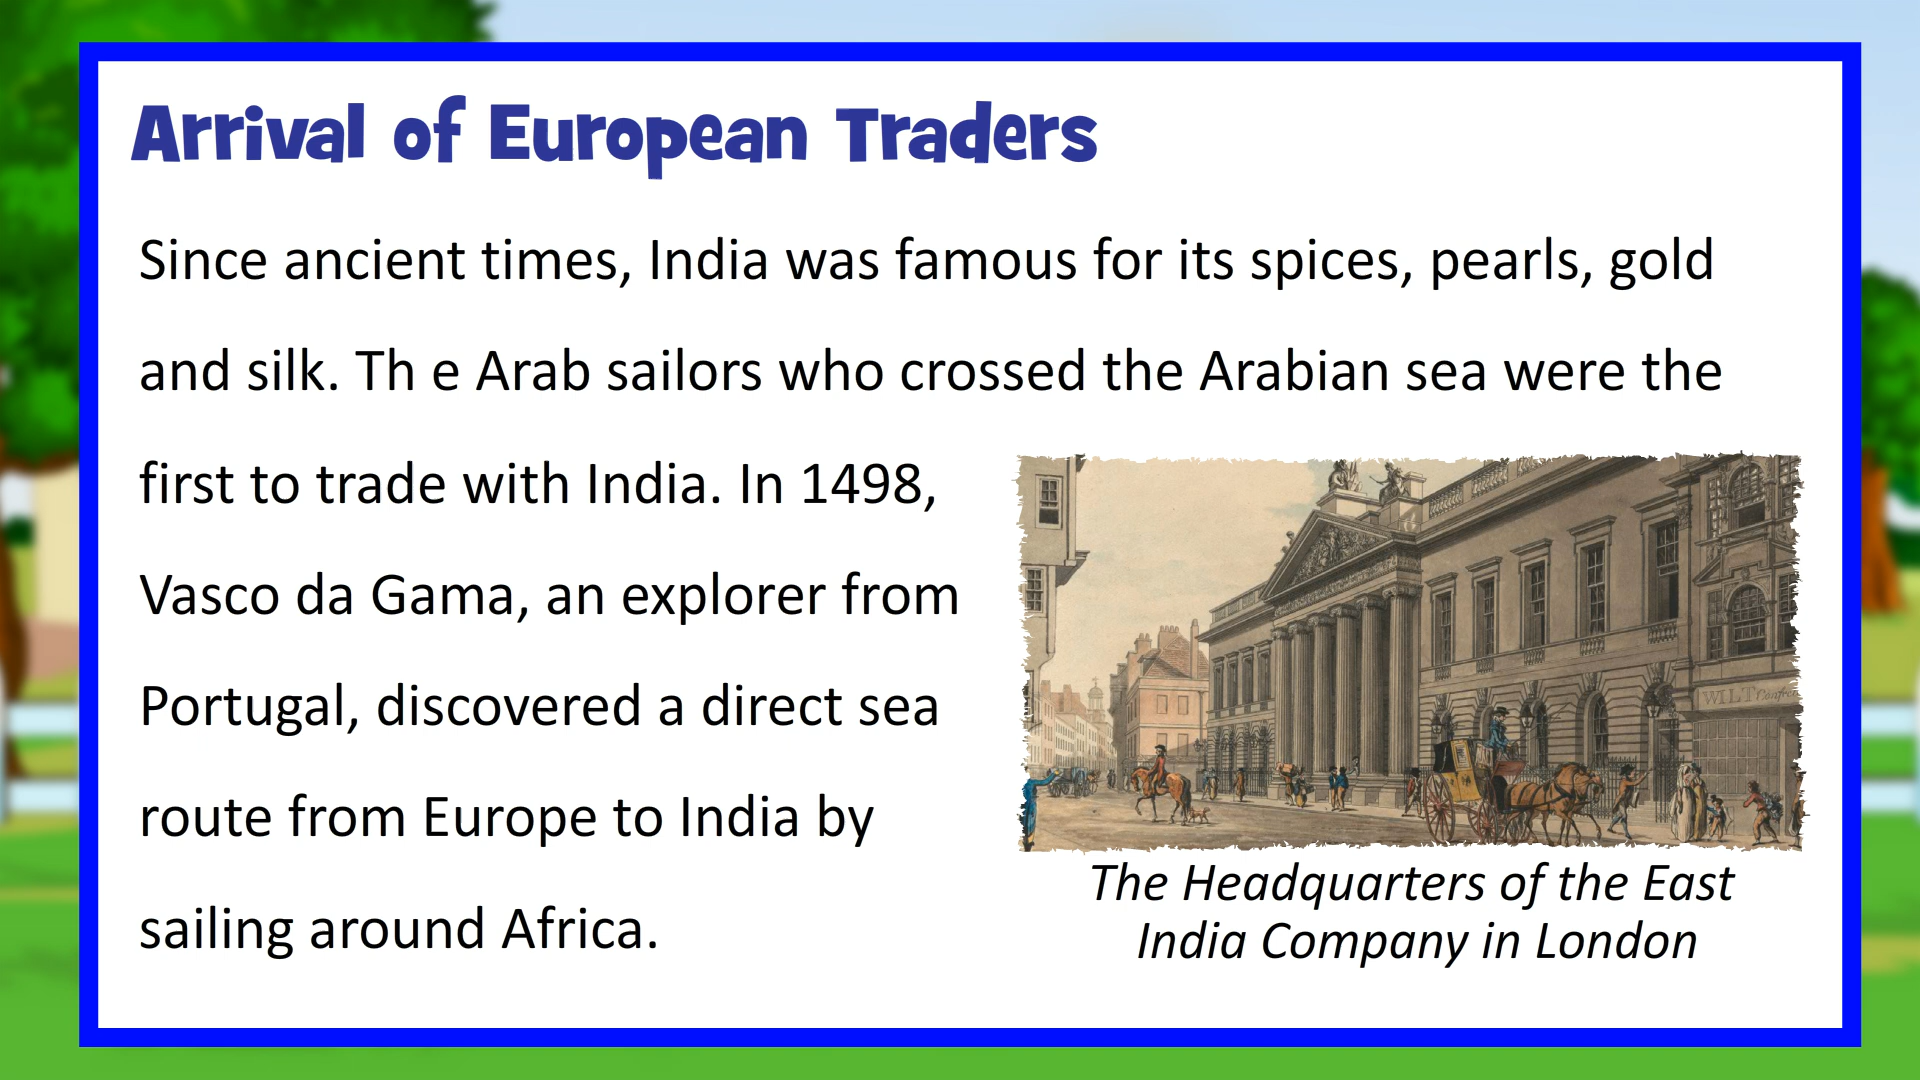 Arrival of European Traders
Since ancient times, India was famous for its spices, pearls, gold
and silk. Th e Arab sailors who crossed the Arabian sea were the
first to trade with India. In 1498,
Vasco da Gama, an explorer from
Portugal, discovered a direct sea
route from Europe to India by
sailing around Africa.
WILT
The Headquarters of the East
India Company in London